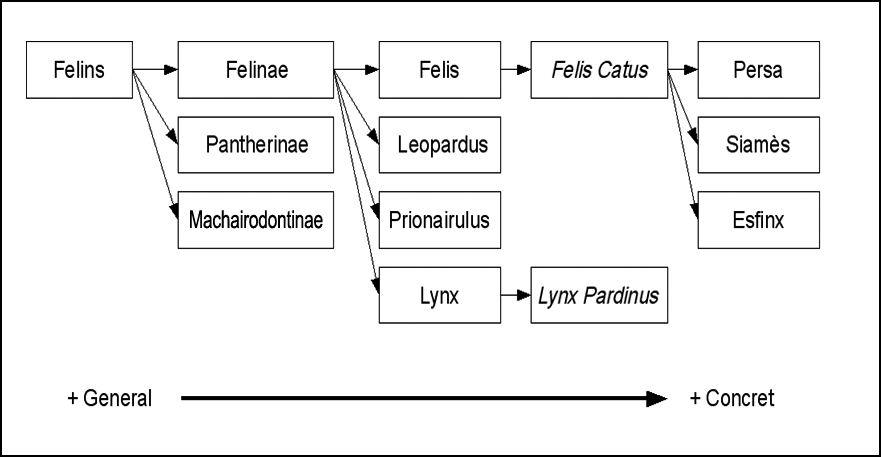 Felins
Felinae
Felis
Felis Catus
Persa
Pantherinae
Leopardus
Siamès
Machairodontinae
Prionairulus
Esfinx
Lynx
Lynx Pardinus
+ General
+ Concret